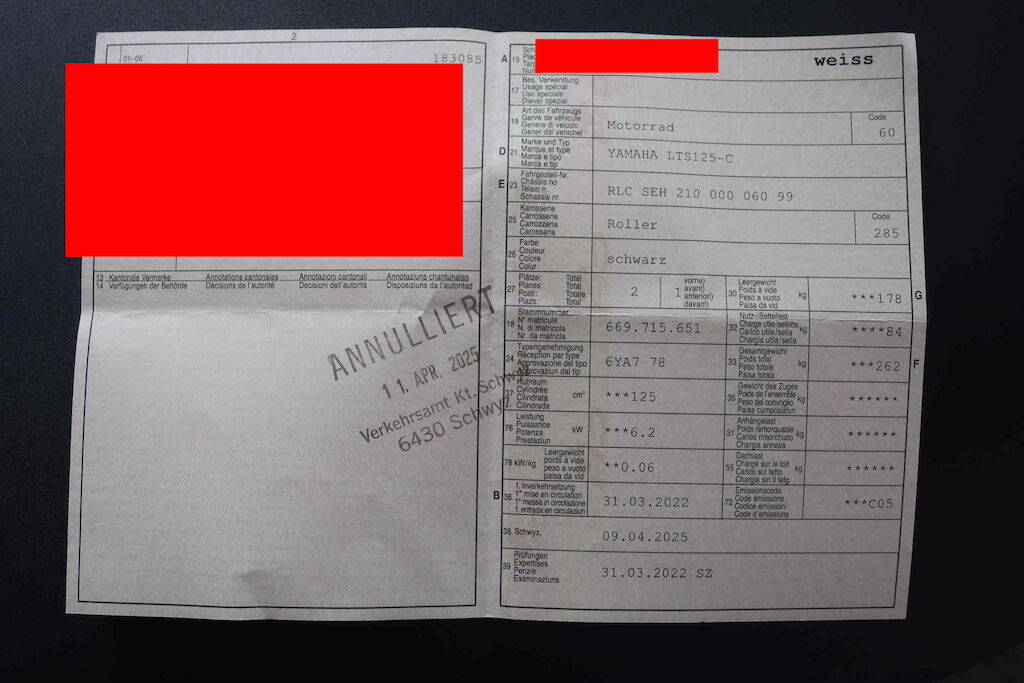 2
01-06 183085
13 Kantonale Vermerke Annotations cantonales Annotazioni cantonali Annotaziuns chantunalas
14 Verfügungen der Behörde Décisions de l'autorité Decisioni dell'autorità Disposiziuns da l'autoritad
ANNULLIERT
11. APR. 2025
Verkehrsamt Kt. Schwyz
6430 Schwyz
A 15
weiss
17 Bes. Verwendung
Usage spécial
Uso speciale
Diever spezial
19 Art des Fahrzeugs
Genre de véhicule
Genere di veicolo
Gener dal vehichel
Motorrad
Code
60
D 21 Marke und Typ
Marque et type
Marca e tipo
Marca e tip
YAMAHA LTS125-C
E 23 Fahrgestell-Nr.
Châssis no
Telaio n.
Schassis nr.
RLC SEH 210 000 060 99
25 Karosserie
Carrosserie
Carrozzeria
Carossaria
Roller
Code
285
26 Farbe
Couleur
Colore
Colur
schwarz
27 Plätze: Total
Places: Total
Posti: Totale
Plazs: Total
2
( vorne)
( avant)
1 anteriori)
( davant)
30 Leergewicht
Poids à vide
Peso a vuoto
Paisa da vid
kg
***178
G
18 Stammnummer
N° matricule
N. di matricola
Nr. da matricla
669.715.651
32 Nutz-/Sattellast
Charge utile/sellette
Carico utile/sella
Chargia utila/sella
kg
****84
24 Typengenehmigung
Réception par type
Approvazione del tipo
Approvaziun dal tip
6YA7 78
33 Gesamtgewicht
Poids total
Peso totale
Paisa totala
kg
***262
F
37 Hubraum
Cylindrée
Cilindrata
Cilindrada
cm³
***125
35 Gewicht des Zuges
Poids de l'ensemble
Peso del convoglio
Paisa cumposiziun
kg
******
76 Leistung
Puissance
Potenza
Prestaziun
kW
***6.2
31 Anhängelast
Poids remorquable
Carico rimorchiato
Chargia annexa
kg
******
78 kW/kg Leergewicht
poids à vide
peso a vuoto
paisa da vid
**0.06
55 Dachlast
Charge sur le toit
Carico sul tetto
Chargia sin il tetg
kg
******
B 36 1. Inverkehrsetzung
1re mise en circulation
1a messa in circolazione
1. entrada en circulaziun
31.03.2022
72 Emissionscode
Code émissions
Codice emissioni
Code d'emissiuns
***C05
38 Schwyz,
09.04.2025
39 Prüfungen
Expertises
Perizie
Examinaziuns
31.03.2022 SZ